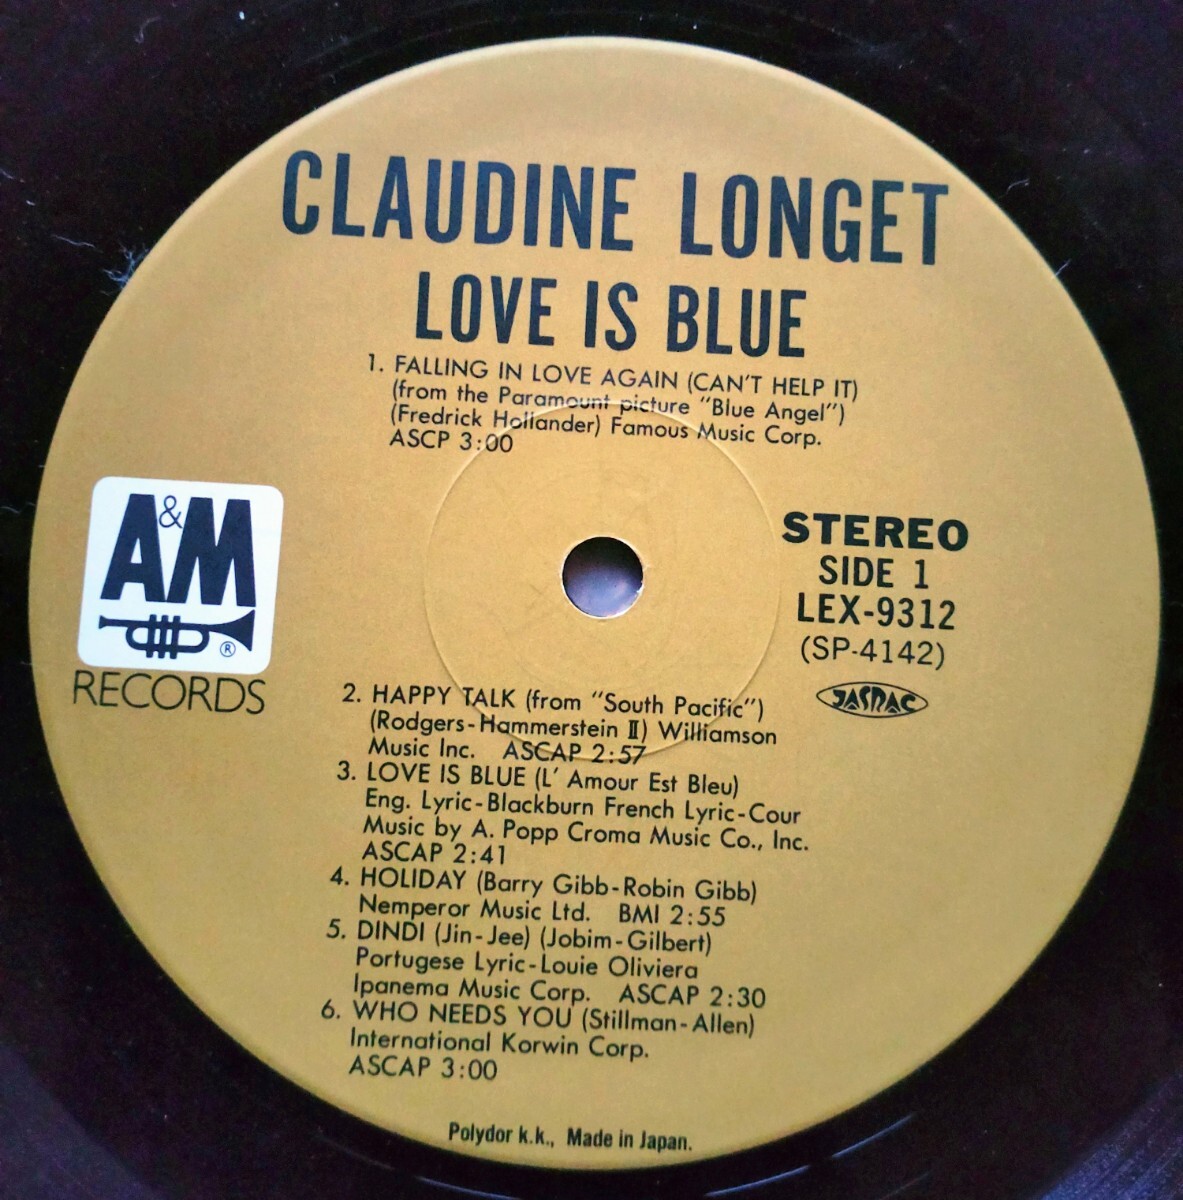 CLAUDINE LONGET
LOVE IS BLUE
1. FALLING IN LOVE AGAIN (CAN'T HELP IT)
(from the Paramount picture "Blue Angel")
(Fredrick Hollander) Famous Music Corp.
ASCP 3:00
A&M
®
RECORDS
STEREO
SIDE 1
LEX-9312
(SP-4142)
JASRAC
2. HAPPY TALK (from "South Pacific")
(Rodgers-Hammerstein II) Williamson
Music Inc. ASCAP 2:57
3. LOVE IS BLUE (L' Amour Est Bleu)
Eng. Lyric-Blackburn French Lyric-Cour
Music by A. Popp Croma Music Co., Inc.
ASCAP 2:41
4. HOLIDAY (Barry Gibb-Robin Gibb)
Nemperor Music Ltd. BMI 2:55
5. DINDI (Jin-Jee) (Jobim-Gilbert)
Portugese Lyric-Louie Oliviera
Ipanema Music Corp. ASCAP 2:30
6. WHO NEEDS YOU (Stillman-Allen)
International Korwin Corp.
ASCAP 3:00
Polydor k.k., Made in Japan.